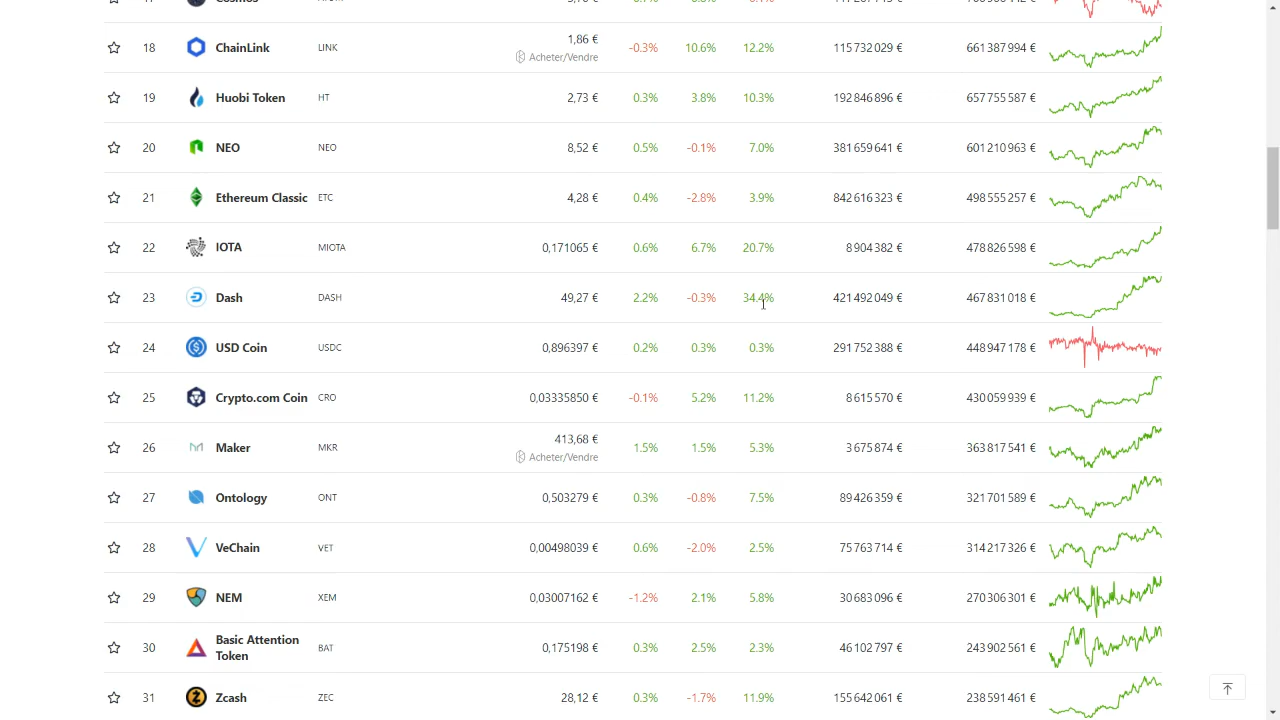 18 ChainLink LINK 1,86 € -0.3% 10.6% 12.2% 115 732 029 € 661 387 994 €
Acheter/Vendre
19 Huobi Token HT 2,73 € 0.3% 3.8% 10.3% 192 846 896 € 657 755 587 €
20 NEO NEO 8,52 € 0.5% -0.1% 7.0% 381 659 641 € 601 210 963 €
21 Ethereum Classic ETC 4,28 € 0.4% -2.8% 3.9% 842 616 323 € 498 555 257 €
22 IOTA MIOTA 0,171065 € 0.6% 6.7% 20.7% 8 904 382 € 478 826 598 €
23 Dash DASH 49,27 € 2.2% -0.3% 34.4% 421 492 049 € 467 831 018 €
24 USD Coin USDC 0,896397 € 0.2% 0.3% 0.3% 291 752 388 € 448 947 178 €
25 Crypto.com Coin CRO 0,03335850 € -0.1% 5.2% 11.2% 8 615 570 € 430 059 939 €
26 Maker MKR 413,68 € 1.5% 1.5% 5.3% 3 675 874 € 363 817 541 €
Acheter/Vendre
27 Ontology ONT 0,503279 € 0.3% -0.8% 7.5% 89 426 359 € 321 701 589 €
28 VeChain VET 0,00498039 € 0.6% -2.0% 2.5% 75 763 714 € 314 217 326 €
29 NEM XEM 0,03007162 € -1.2% 2.1% 5.8% 30 683 096 € 270 306 301 €
30 Basic Attention
Token BAT 0,175198 € 0.3% 2.5% 2.3% 46 102 797 € 243 902 561 €
31 Zcash ZEC 28,12 € 0.3% -1.7% 11.9% 155 642 061 € 238 591 461 €